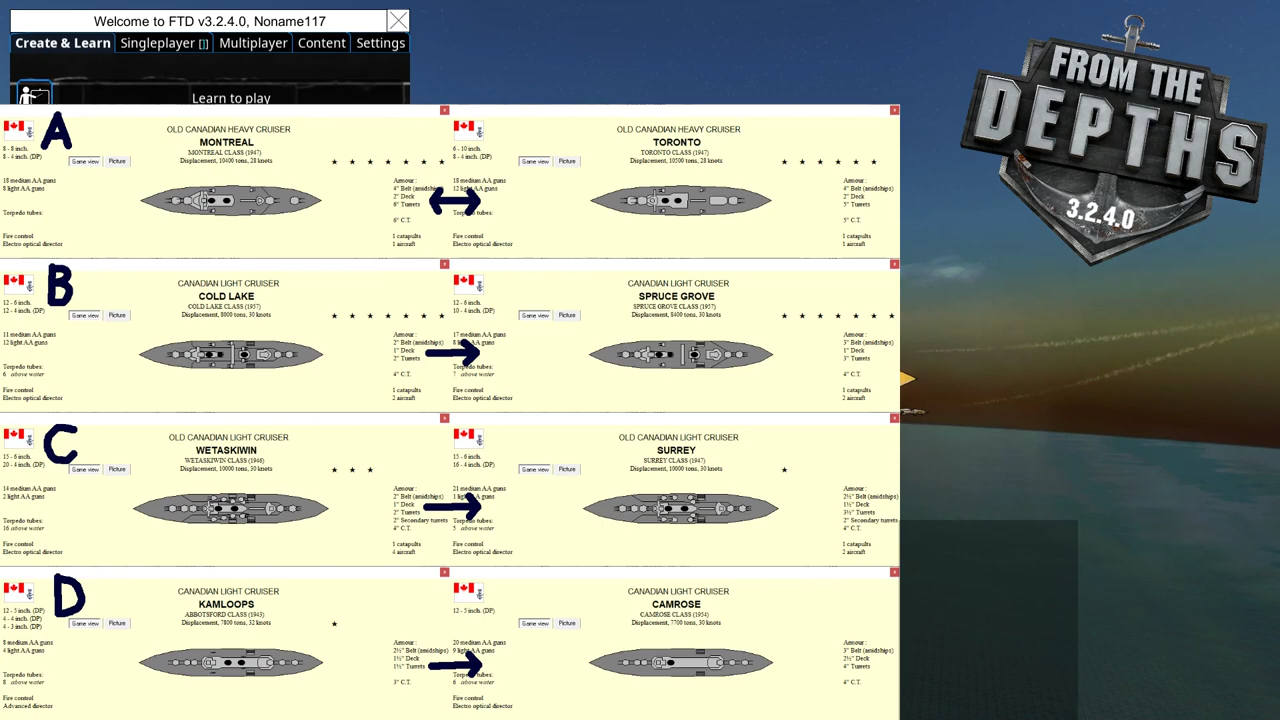 Welcome to FTD v3.2.4.0, Noname117
Create & Learn Singleplayer [|] Multiplayer Content Settings
Learn to play
FROM THE
DEPTHS
3.2.4.0
A
OLD CANADIAN HEAVY CRUISER
MONTREAL
MONTREAL CLASS (1947)
Displacement, 10400 tons, 28 knots
8 - 8 inch.
8 - 4 inch. (DP)
Game view Picture
18 medium AA guns
8 light AA guns
Torpedo tubes:
Fire control
Electro optical director
Armour :
4" Belt (amidships)
2" Deck
6" Turrets
6" C.T.
1 catapults
1 aircraft
OLD CANADIAN HEAVY CRUISER
TORONTO
TORONTO CLASS (1947)
Displacement, 10500 tons, 28 knots
6 - 10 inch.
8 - 4 inch. (DP)
Game view Picture
18 medium AA guns
12 light AA guns
Torpedo tubes:
Fire control
Electro optical director
Armour :
4" Belt (amidships)
2" Deck
5" Turrets
5" C.T.
1 catapults
1 aircraft
B
CANADIAN LIGHT CRUISER
COLD LAKE
COLD LAKE CLASS (1957)
Displacement, 8000 tons, 30 knots
12 - 6 inch.
12 - 4 inch. (DP)
Game view Picture
11 medium AA guns
12 light AA guns
Torpedo tubes:
6 above water
Fire control
Electro optical director
Armour :
2" Belt (amidships)
1" Deck
2" Turrets
4" C.T.
1 catapults
2 aircraft
CANADIAN LIGHT CRUISER
SPRUCE GROVE
SPRUCE GROVE CLASS (1957)
Displacement, 8400 tons, 30 knots
12 - 6 inch.
10 - 4 inch. (DP)
Game view Picture
17 medium AA guns
8 light AA guns
Torpedo tubes:
7 above water
Fire control
Electro optical director
Armour :
3" Belt (amidships)
1" Deck
3" Turrets
4" C.T.
1 catapults
2 aircraft
C
OLD CANADIAN LIGHT CRUISER
WETASKIWIN
WETASKIWIN CLASS (1946)
Displacement, 10000 tons, 30 knots
15 - 6 inch.
20 - 4 inch. (DP)
Game view Picture
14 medium AA guns
2 light AA guns
Torpedo tubes:
16 above water
Fire control
Electro optical director
Armour :
2" Belt (amidships)
1" Deck
2" Turrets
2" Secondary turrets
4" C.T.
1 catapults
4 aircraft
OLD CANADIAN LIGHT CRUISER
SURREY
SURREY CLASS (1947)
Displacement, 10000 tons, 30 knots
15 - 6 inch.
16 - 4 inch. (DP)
Game view Picture
21 medium AA guns
1 light AA guns
Torpedo tubes:
5 above water
Fire control
Electro optical director
Armour :
2½" Belt (amidships)
1½" Deck
3½" Turrets
2" Secondary turrets
4" C.T.
1 catapults
2 aircraft
D
CANADIAN LIGHT CRUISER
KAMLOOPS
ABBOTSFORD CLASS (1943)
Displacement, 7800 tons, 32 knots
12 - 5 inch. (DP)
4 - 4 inch. (DP)
4 - 3 inch. (DP)
Game view Picture
8 medium AA guns
4 light AA guns
Torpedo tubes:
8 above water
Fire control
Advanced director
Armour :
2½" Belt (amidships)
1½" Deck
1½" Turrets
3" C.T.
CANADIAN LIGHT CRUISER
CAMROSE
CAMROSE CLASS (1954)
Displacement, 7700 tons, 30 knots
12 - 5 inch. (DP)
Game view Picture
20 medium AA guns
9 light AA guns
Torpedo tubes:
6 above water
Fire control
Electro optical director
Armour :
3" Belt (amidships)
2½" Deck
4" Turrets
4" C.T.